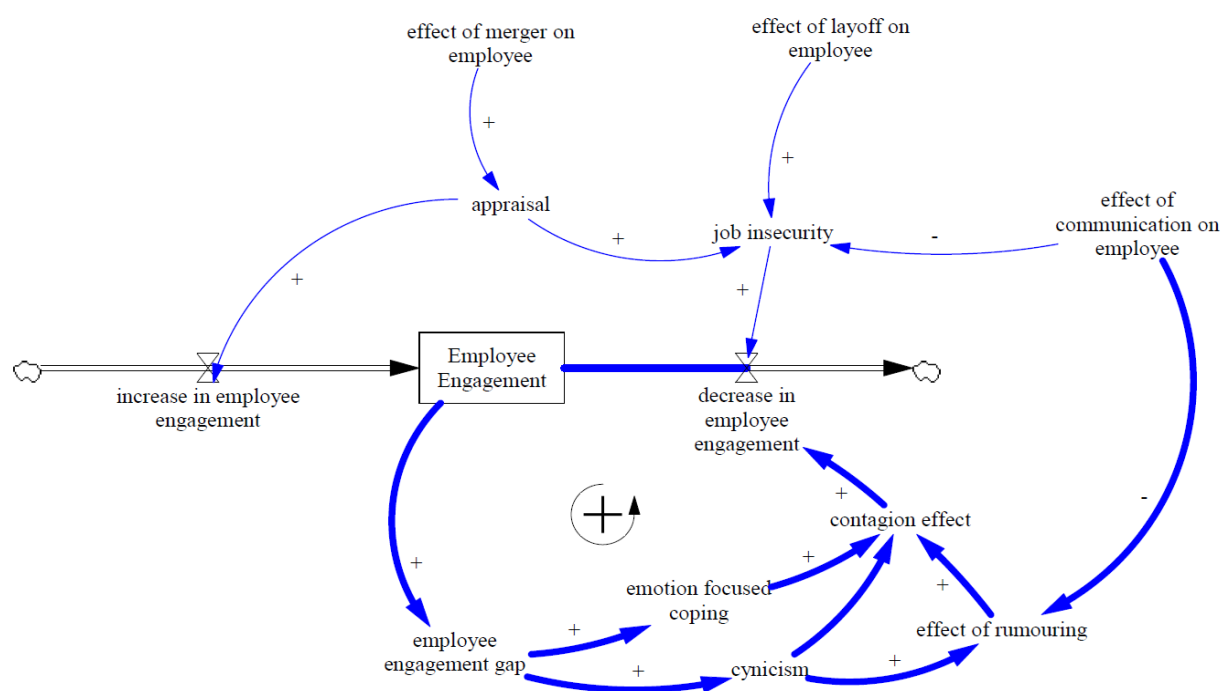 effect of merger on
employee
effect of layoff on
employee
+
+
appraisal
effect of
communication on
employee
+
job insecurity
-
+
+
Employee
Engagement
increase in employee
engagement
decrease in
employee
engagement
+
-
contagion effect
+
+
+
emotion focused
coping
+
effect of rumouring
+
employee
engagement gap
+
cynicism
+